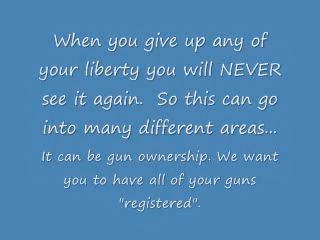 When you give up any of
your liberty you will NEVER
see it again.  So this can go
into many different areas...
It can be gun ownership. We want
you to have all of your guns
"registered".